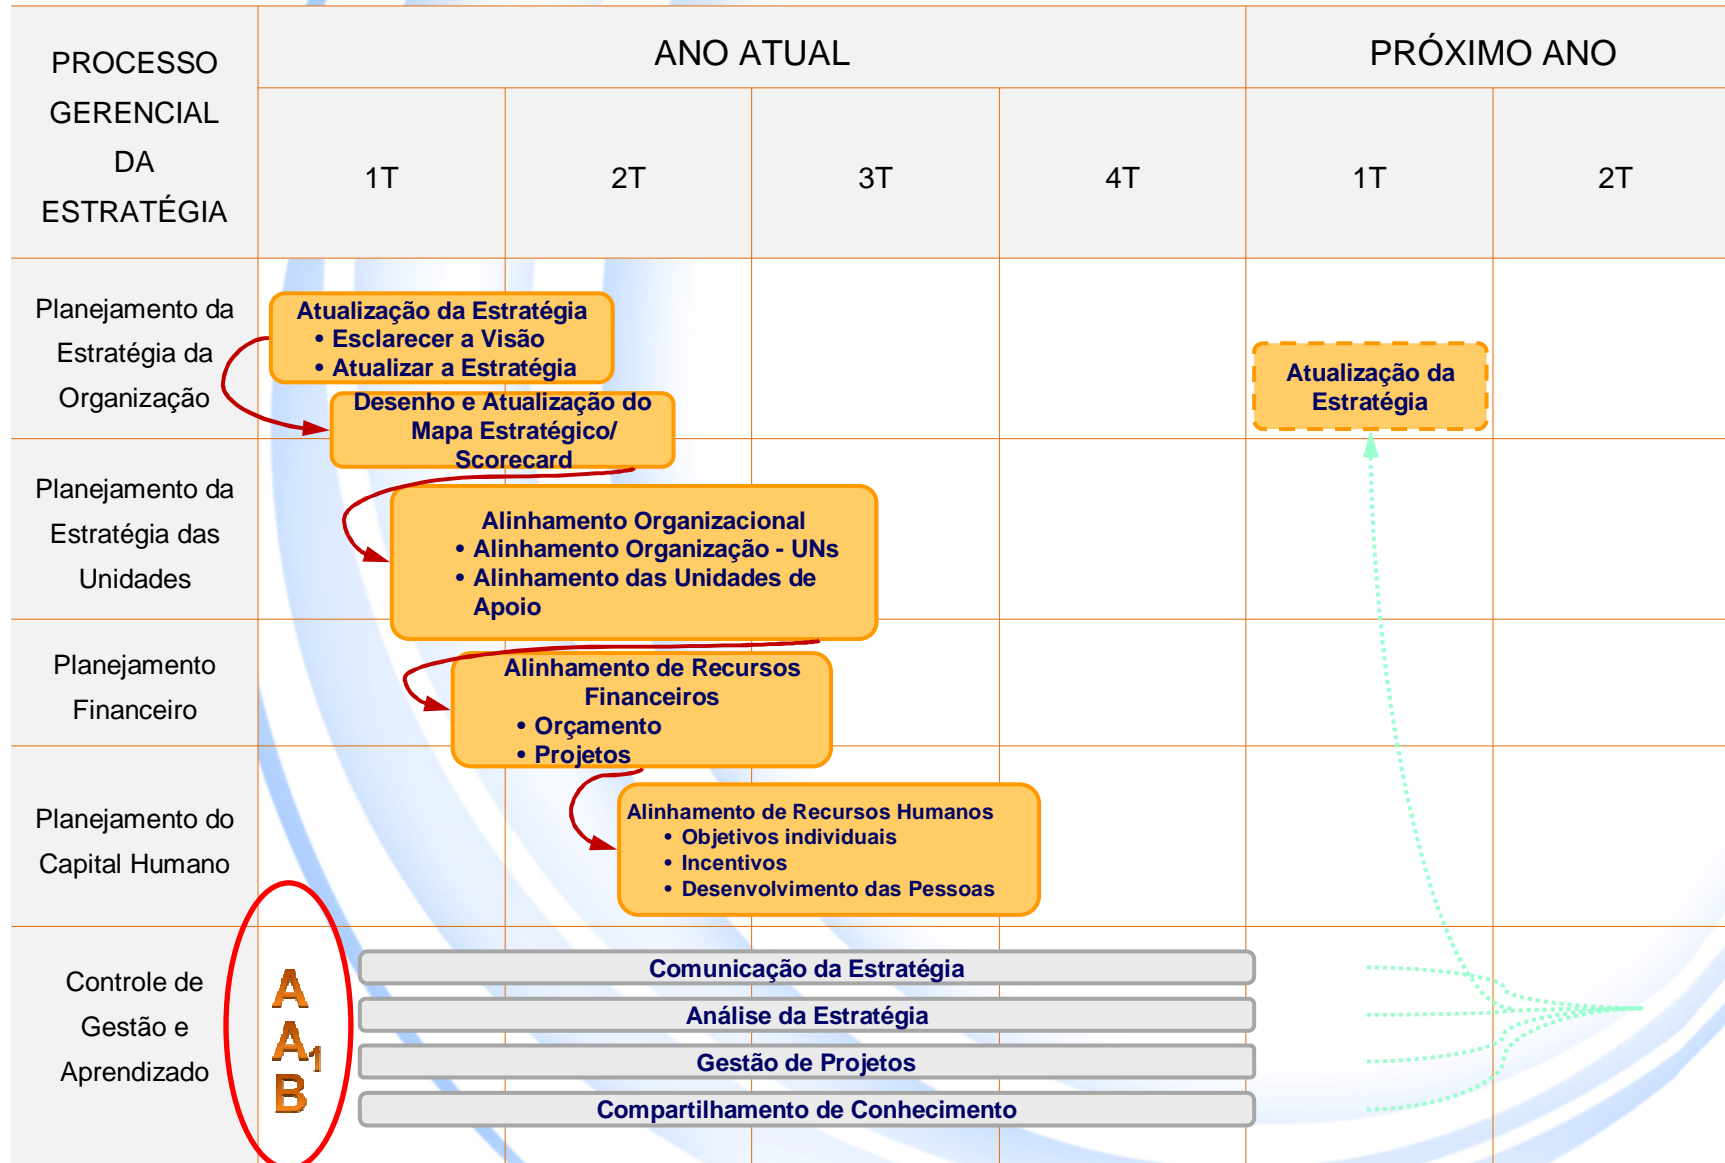 PROCESSO
GERENCIAL
DA
ESTRATÉGIA
ANO ATUAL
PRÓXIMO ANO
1T
2T
3T
4T
1T
2T
Planejamento da
Estratégia da
Organização
Atualização da Estratégia
• Esclarecer a Visão
• Atualizar a Estratégia
Desenho e Atualização do
Mapa Estratégico/
Scorecard
Atualização da
Estratégia
Planejamento da
Estratégia das
Unidades
Alinhamento Organizacional
• Alinhamento Organização - UNs
• Alinhamento das Unidades de
Apoio
Planejamento
Financeiro
Alinhamento de Recursos
Financeiros
• Orçamento
• Projetos
Planejamento do
Capital Humano
Alinhamento de Recursos Humanos
• Objetivos individuais
• Incentivos
• Desenvolvimento das Pessoas
Controle de
Gestão e
Aprendizado
A
A1
B
Comunicação da Estratégia
Análise da Estratégia
Gestão de Projetos
Compartilhamento de Conhecimento